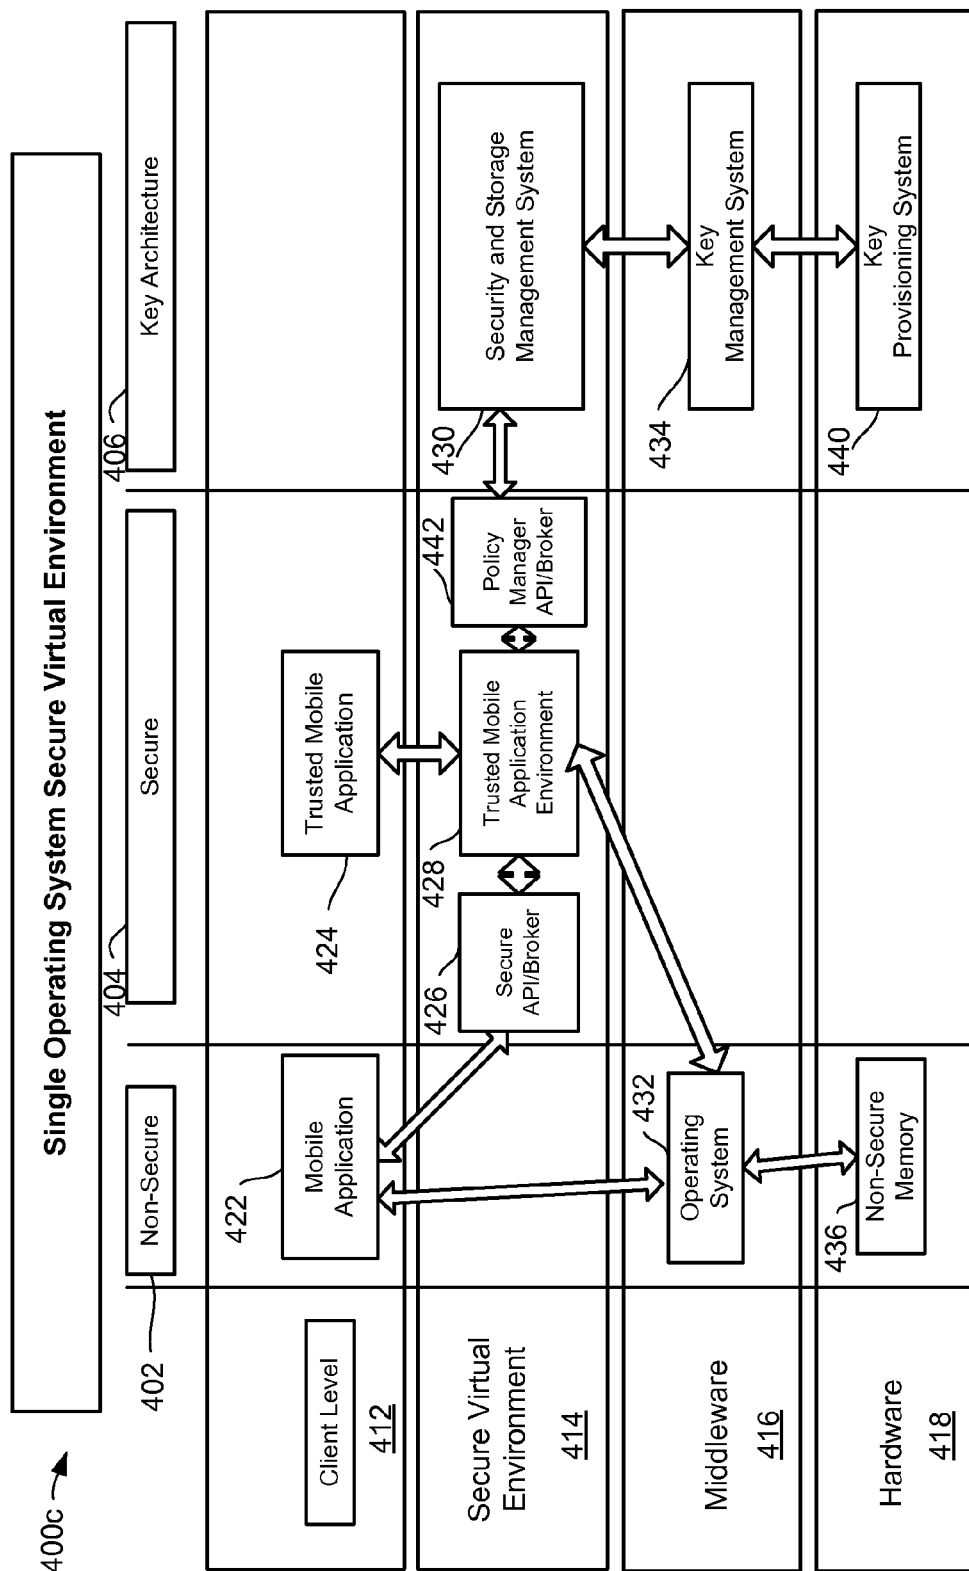 400c
Single Operating System Secure Virtual Environment
402
Non-Secure
404
Secure
406
Key Architecture
Client Level
412
422
Mobile
Application
424
Trusted Mobile
Application
Secure Virtual
Environment
414
426
Secure
API/Broker
428
Trusted Mobile
Application
Environment
442
Policy
Manager
API/Broker
430
Security and Storage
Management System
Middleware
416
432
Operating
System
434
Key
Management System
Hardware
418
436
Non-Secure
Memory
440
Key
Provisioning System